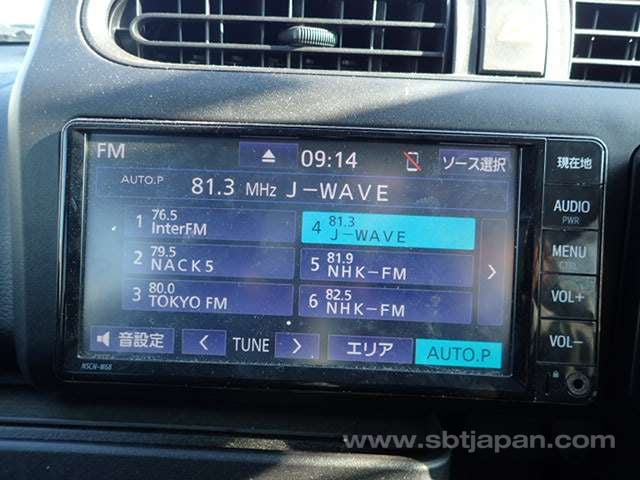 FM 09:14 ソース選択
AUTO.P 81.3 MHz J-WAVE
1 76.5 InterFM
2 79.5 NACK5
3 80.0 TOKYO FM
4 81.3 J-WAVE
5 81.9 NHK-FM
6 82.5 NHK-FM
>
音設定 < TUNE > エリア AUTO.P
NSCN-W68
現在地
AUDIO
PWR
MENU
CTRL
VOL+
VOL-
www.sbtjapan.com